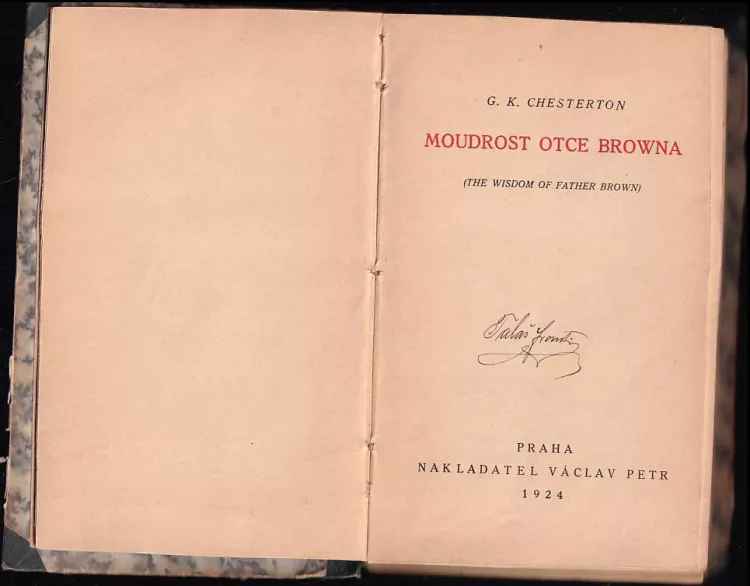 G. K. CHESTERTON
MOUDROST OTCE BROWNA
(THE WISDOM OF FATHER BROWN)
PRAHA
NAKLADATEL VÁCLAV PETR
1924